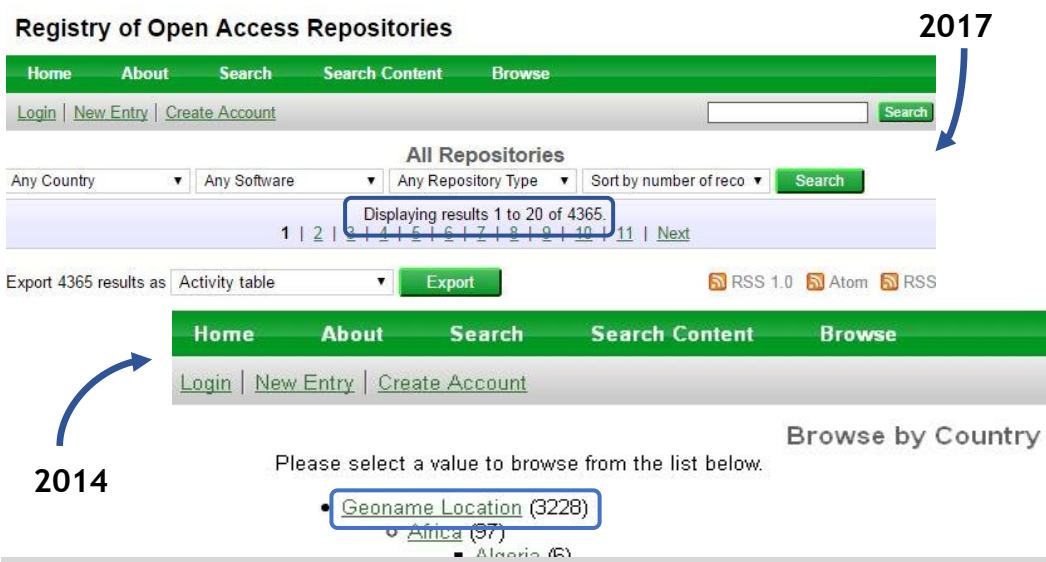 Registry of Open Access Repositories
2017
Home About Search Search Content Browse
Login | New Entry | Create Account
Search
All Repositories
Any Country Any Software Any Repository Type Sort by number of reco Search
Displaying results 1 to 20 of 4365.
1 | 2 | 3 | 4 | 5 | 6 | 7 | 8 | 9 | 10 | 11 | Next
Export 4365 results as Activity table Export RSS 1.0 Atom RSS
Home About Search Search Content Browse
Login | New Entry | Create Account
Browse by Country
Please select a value to browse from the list below.
2014
• Geoname Location (3228)
Africa (97)
Algeria (6)